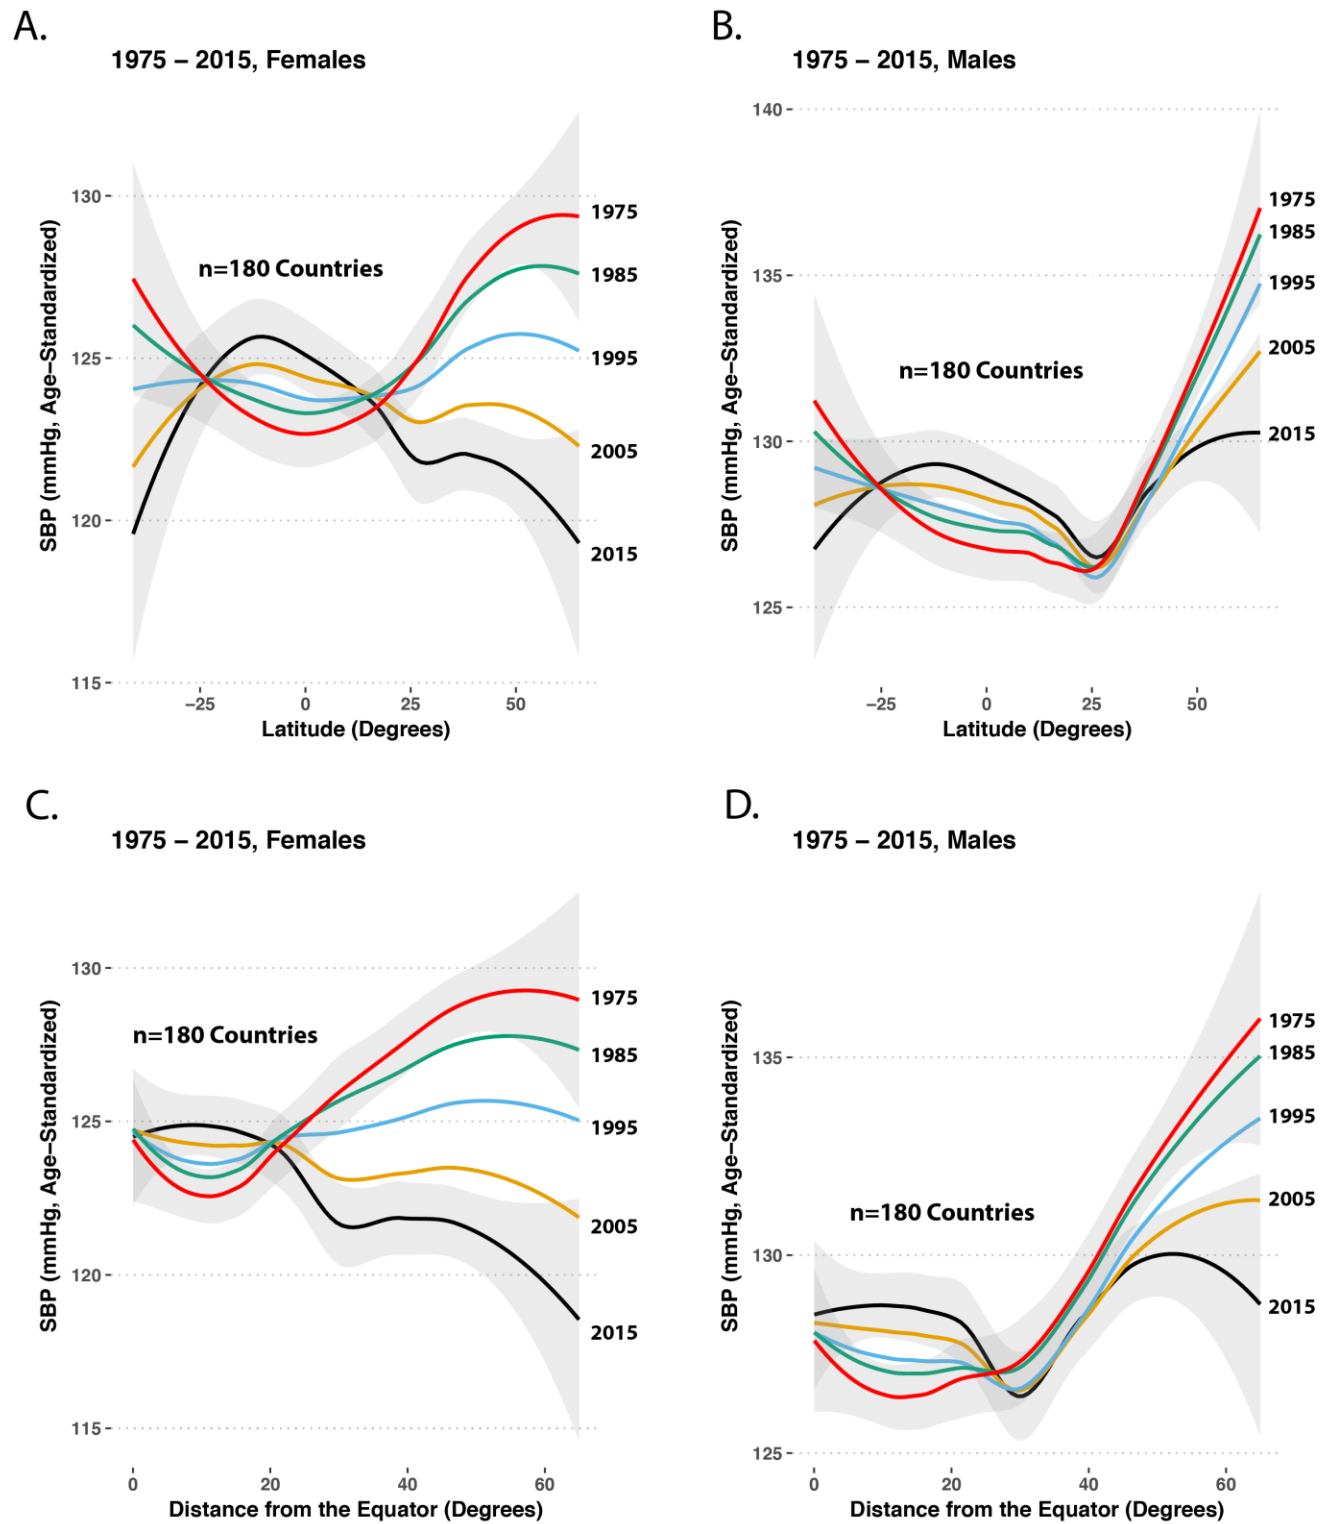 A.
1975 – 2015, Females
130
125
120
115
SBP (mmHg, Age–Standardized)
n=180 Countries
1975
1985
1995
2005
2015
−25
0
25
50
Latitude (Degrees)
B.
1975 – 2015, Males
140
135
130
125
SBP (mmHg, Age–Standardized)
n=180 Countries
1975
1985
1995
2005
2015
−25
0
25
50
Latitude (Degrees)
C.
1975 – 2015, Females
130
125
120
115
SBP (mmHg, Age–Standardized)
n=180 Countries
1975
1985
1995
2005
2015
0
20
40
60
Distance from the Equator (Degrees)
D.
1975 – 2015, Males
135
130
125
SBP (mmHg, Age–Standardized)
n=180 Countries
1975
1985
1995
2005
2015
0
20
40
60
Distance from the Equator (Degrees)